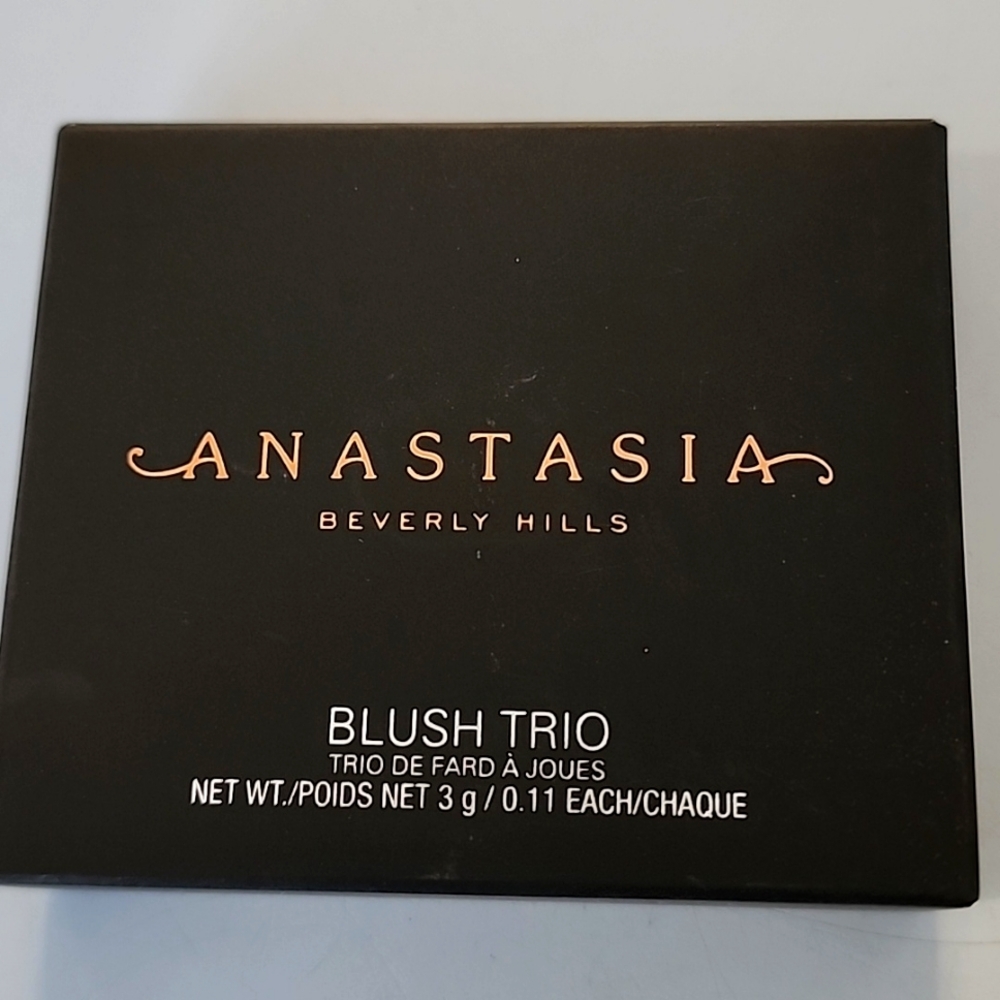 ANASTASIA
BEVERLY HILLS
BLUSH TRIO
TRIO DE FARD À JOUES
NET WT./POIDS NET 3 g / 0.11 EACH/CHAQUE